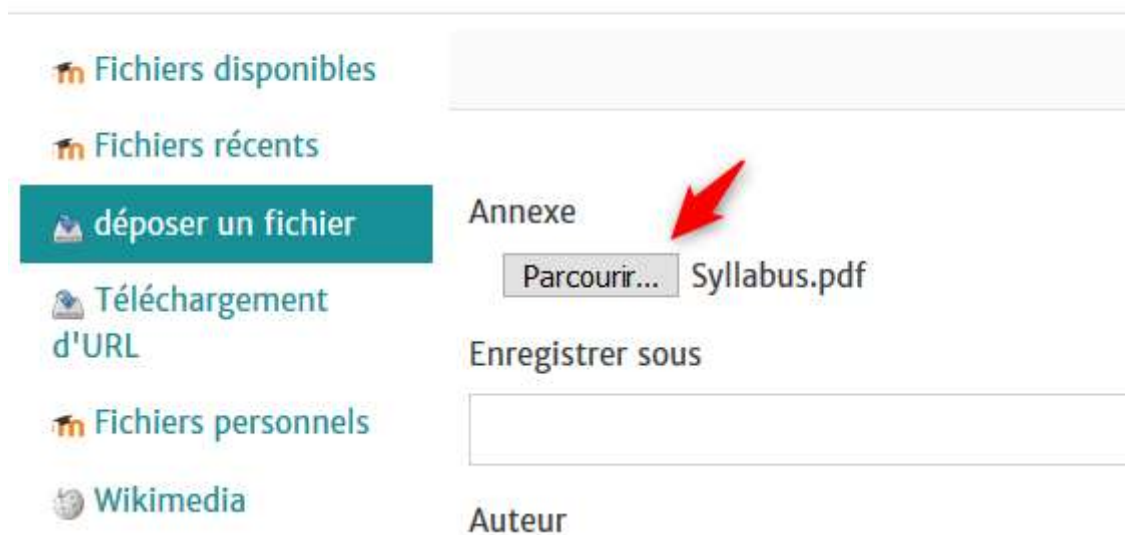 Fichiers disponibles
Fichiers récents
déposer un fichier
Téléchargement
d'URL
Fichiers personnels
Wikimedia
Annexe
Parcourir... Syllabus.pdf
Enregistrer sous
Auteur